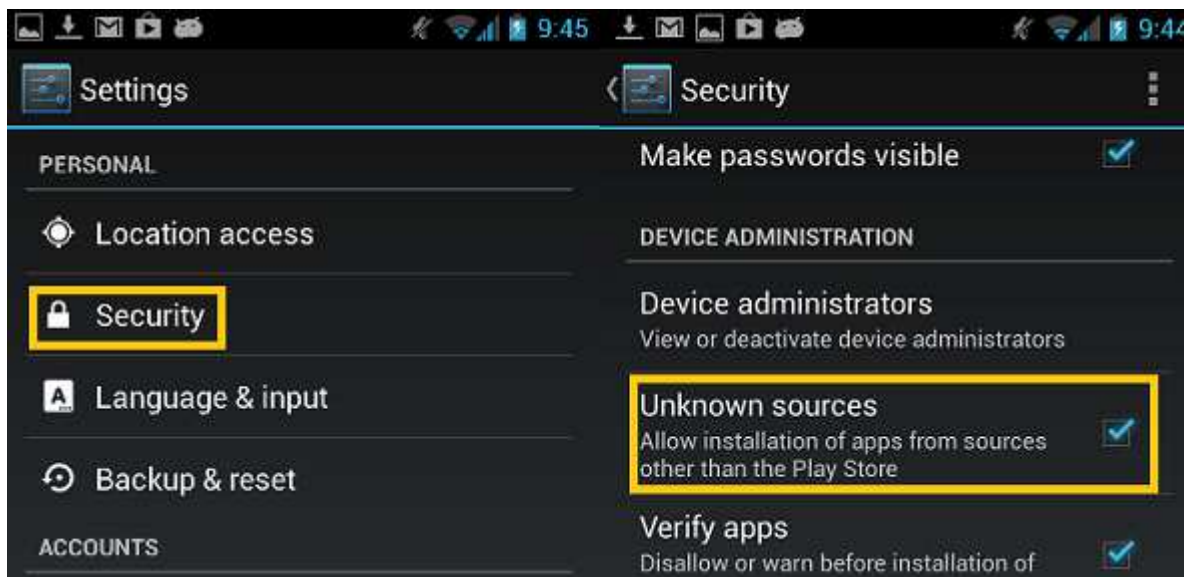 9:45
Settings
PERSONAL
Location access
Security
Language & input
Backup & reset
ACCOUNTS
9:44
Security
Make passwords visible
DEVICE ADMINISTRATION
Device administrators
View or deactivate device administrators
Unknown sources
Allow installation of apps from sources
other than the Play Store
Verify apps
Disallow or warn before installation of